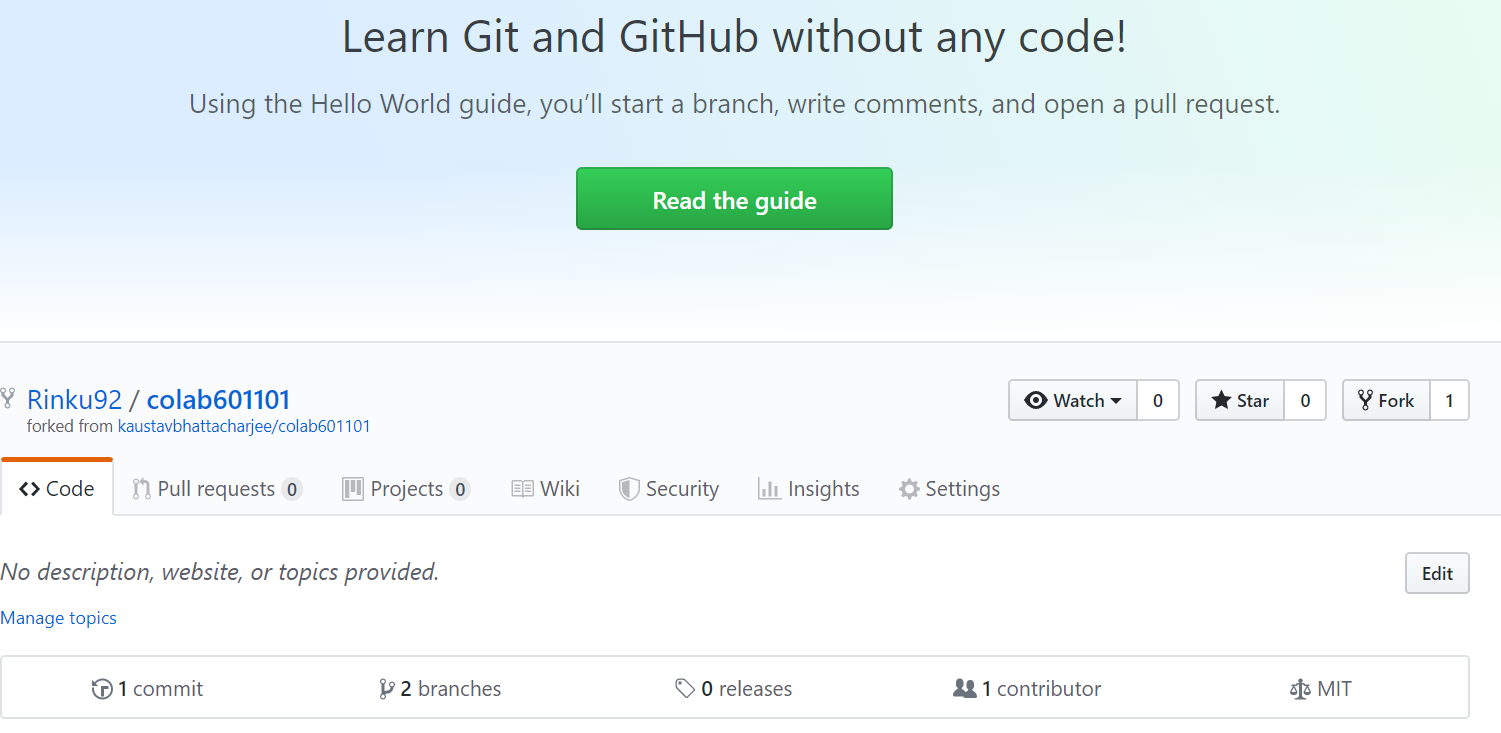 Learn Git and GitHub without any code!
Using the Hello World guide, you’ll start a branch, write comments, and open a pull request.
Read the guide
Rinku92 / colab601101
Watch 0 Star 0 Fork 1
forked from kaustavbhattacharjee/colab601101
Code Pull requests 0 Projects 0 Wiki Security Insights Settings
No description, website, or topics provided.
Edit
Manage topics
1 commit 2 branches 0 releases 1 contributor MIT